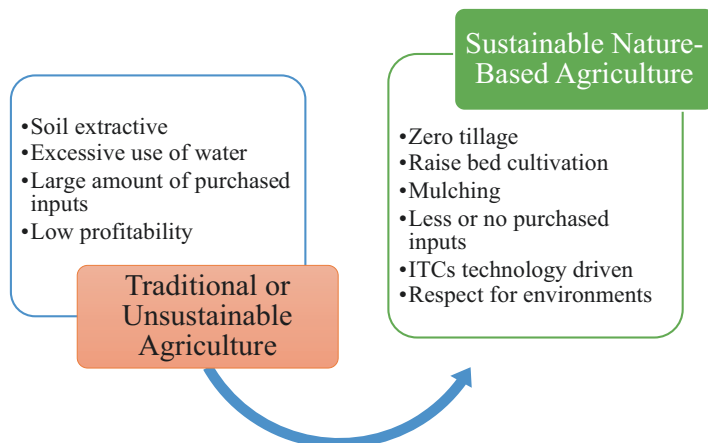 •Soil extractive
•Excessive use of water
•Large amount of purchased
inputs
•Low profitability
Traditional or
Unsustainable
Agriculture
Sustainable Nature-
Based Agriculture
•Zero tillage
•Raise bed cultivation
•Mulching
•Less or no purchased
inputs
•ITCs technology driven
•Respect for environments